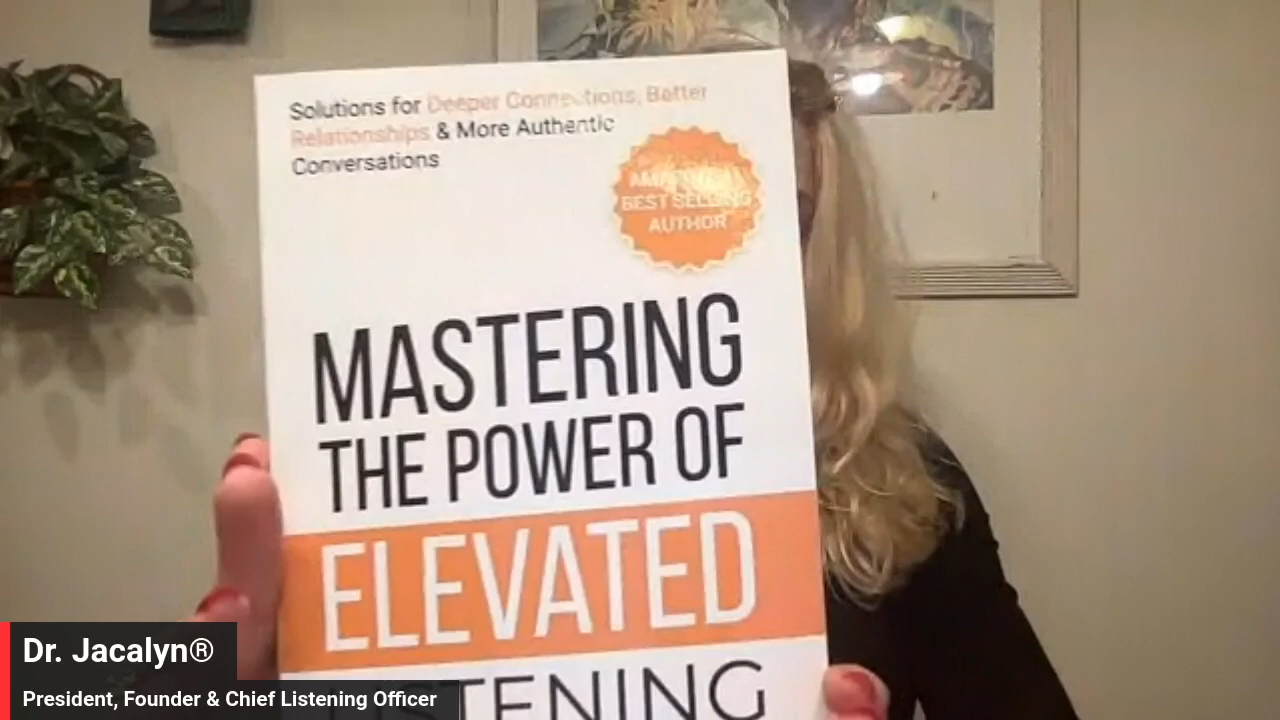 Solutions for Deeper Connections, Better
Relationships & More Authentic
Conversations
BEST SELLING
AUTHOR
MASTERING
THE POWER OF
ELEVATED
LISTENING
Dr. Jacalyn®
President, Founder & Chief Listening Officer